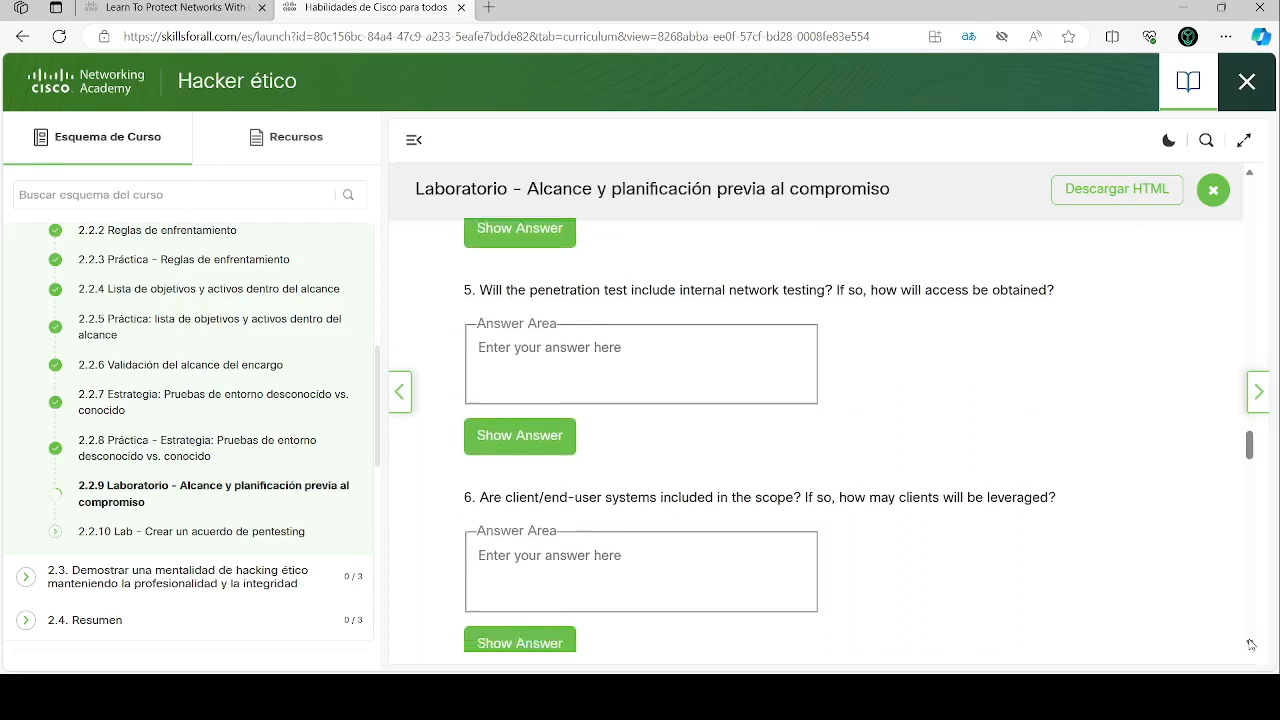 Learn To Protect Networks With
Habilidades de Cisco para todos
https://skillsforall.com/es/launch?id=80c156bc-84a4-47c9-a233-5eafe7bdde82&tab=curriculum&view=8268abba-ee0f-57cf-bd28-0b08fe83e554
Networking
CISCO Academy
Hacker ético
Esquema de Curso
Recursos
Buscar esquema del curso
2.2.2 Reglas de enfrentamiento
2.2.3 Práctica - Reglas de enfrentamiento
2.2.4 Lista de objetivos y activos dentro del alcance
2.2.5 Práctica: lista de objetivos y activos dentro del
alcance
2.2.6 Validación del alcance del encargo
2.2.7 Estrategia: Pruebas de entorno desconocido vs.
conocido
2.2.8 Práctica - Estrategia: Pruebas de entorno
desconocido vs. conocido
2.2.9 Laboratorio - Alcance y planificación previa al
compromiso
2.2.10 Lab - Crear un acuerdo de pentesting
2.3. Demostrar una mentalidad de hacking ético
manteniendo la profesionalidad y la integridad
0 / 3
2.4. Resumen
0 / 3
Laboratorio - Alcance y planificación previa al compromiso
Descargar HTML
Show Answer
5. Will the penetration test include internal network testing? If so, how will access be obtained?
Answer Area
Enter your answer here
Show Answer
6. Are client/end-user systems included in the scope? If so, how may clients will be leveraged?
Answer Area
Enter your answer here
Show Answer